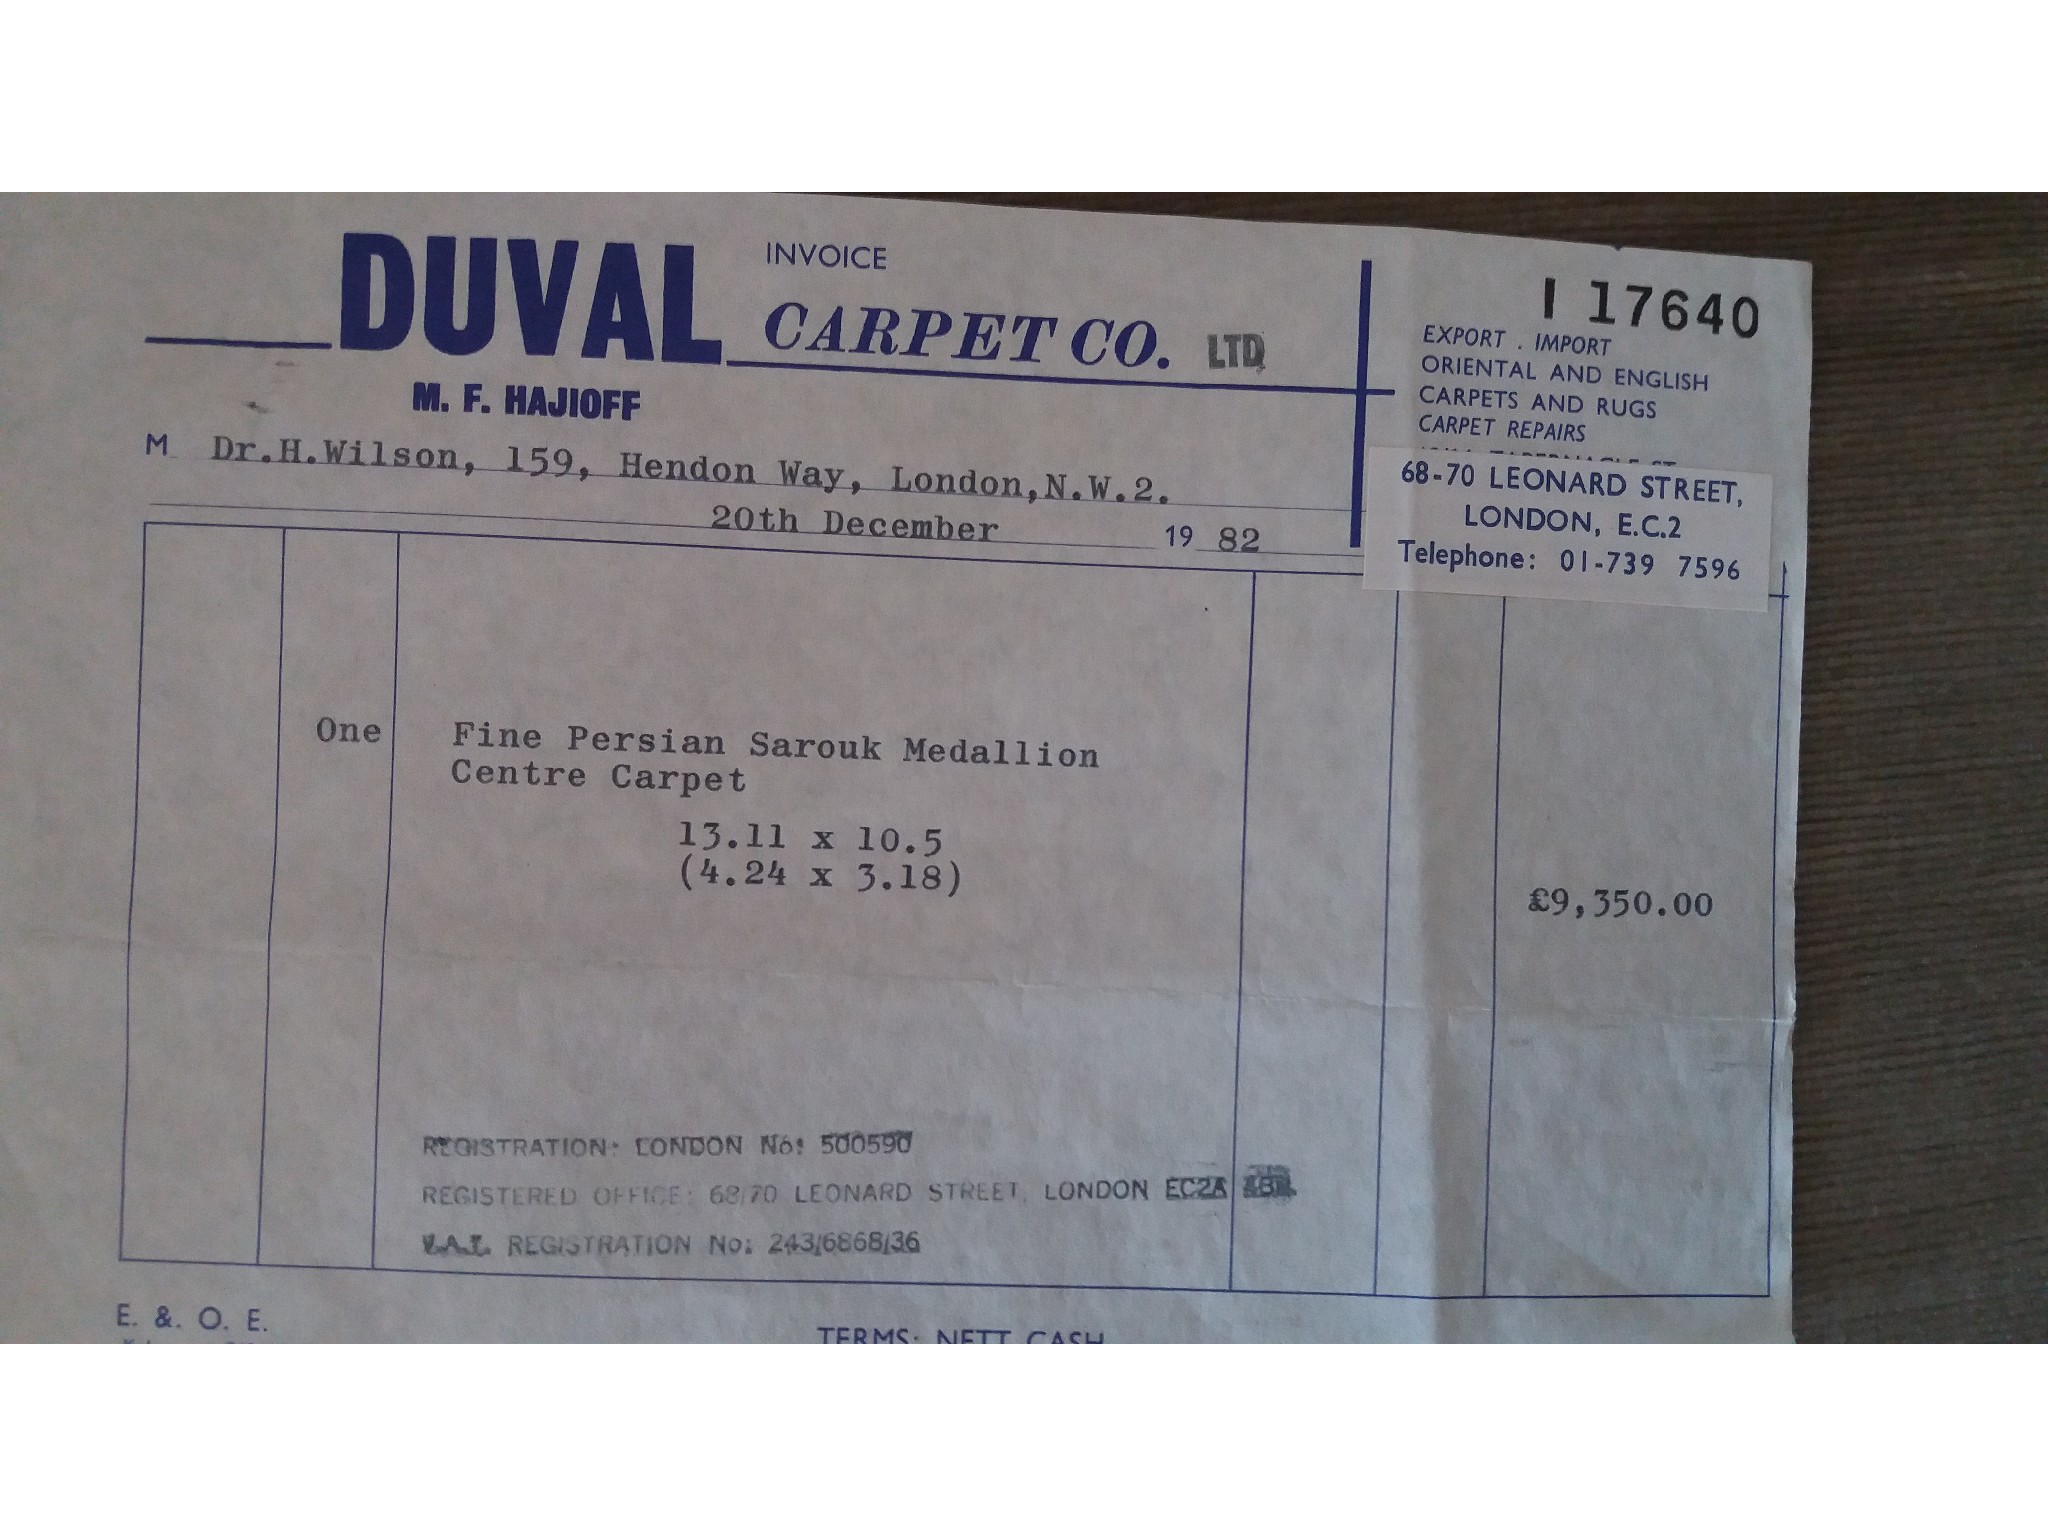 INVOICE
DUVAL CARPET CO. LTD
M. F. HAJIOFF
I 17640
EXPORT . IMPORT
ORIENTAL AND ENGLISH
CARPETS AND RUGS
CARPET REPAIRS
68-70 LEONARD STREET,
LONDON, E.C.2
Telephone: 01-739 7596
M Dr.H.Wilson, 159, Hendon Way, London,N.W.2.
20th December 19 82
One Fine Persian Sarouk Medallion
Centre Carpet
13.11 x 10.5
(4.24 x 3.18)
£9,350.00
REGISTRATION: LONDON No: 500590
REGISTERED OFFICE: 68/70 LEONARD STREET, LONDON EC2A
V.A.T. REGISTRATION No: 243/6868/36
E. &. O. E.
TERMS: NETT CASH